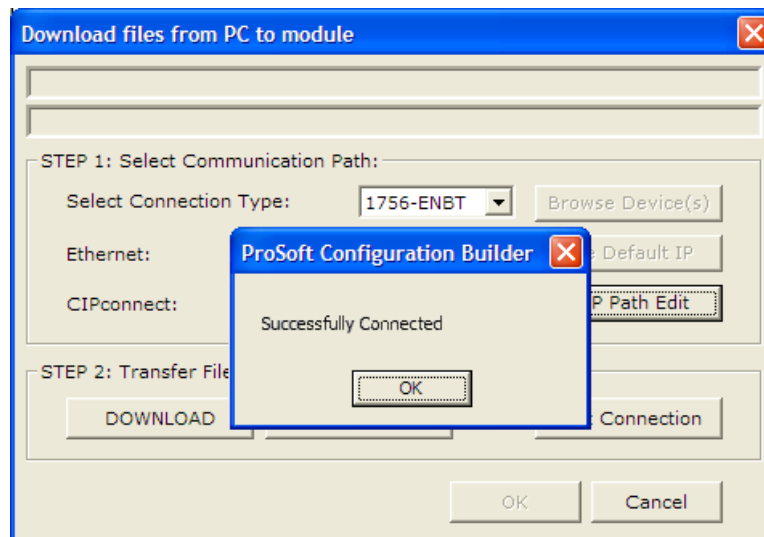 Download files from PC to module
STEP 1: Select Communication Path:
Select Connection Type: 1756-ENBT Browse Device(s)
Ethernet: Default IP
ProSoft Configuration Builder
CIPconnect: Path Edit
Successfully Connected
OK
STEP 2: Transfer File
DOWNLOAD Connection
OK Cancel